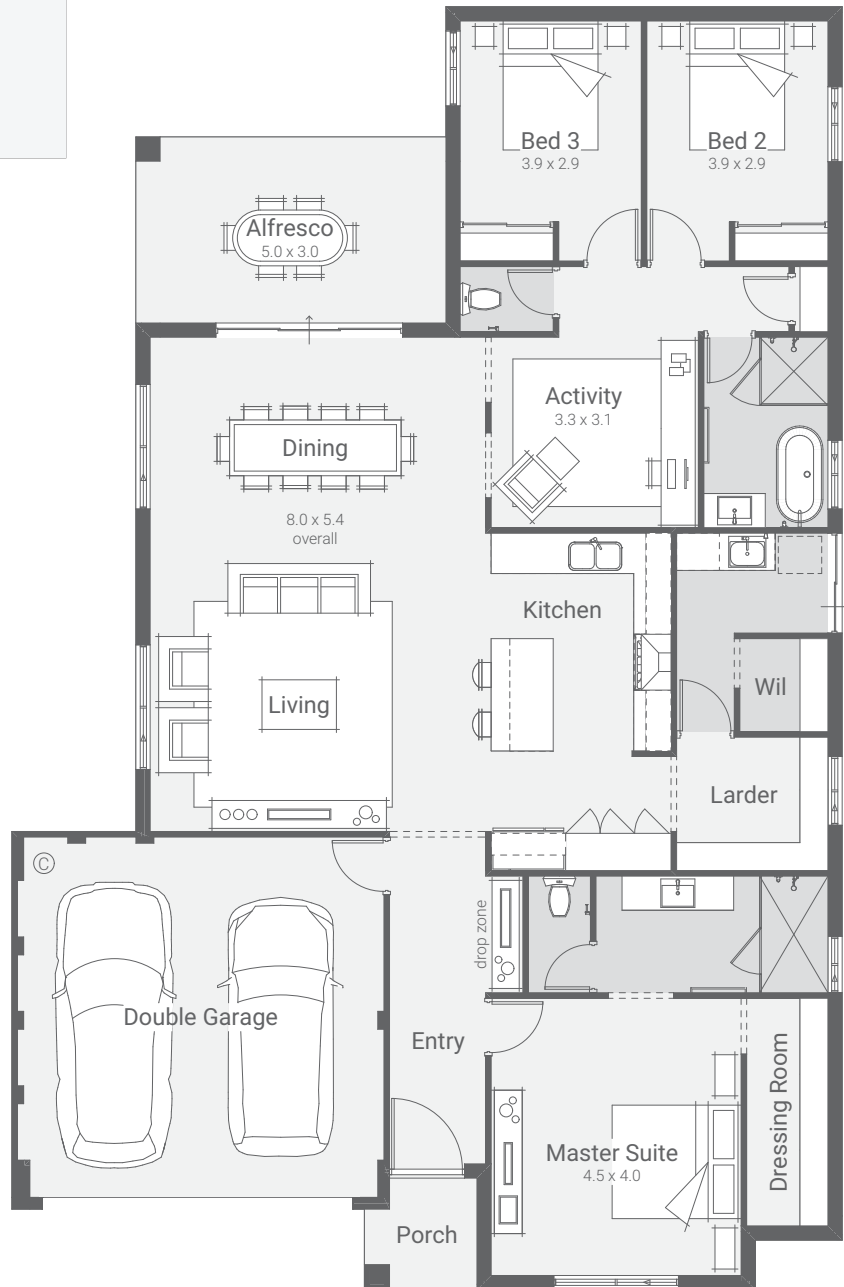 Bed 3
3.9 x 2.9
Bed 2
3.9 x 2.9
Alfresco
5.0 x 3.0
Activity
3.3 x 3.1
Dining
8.0 x 5.4
overall
Kitchen
Living
Wil
Larder
C
drop zone
Double Garage
Entry
Master Suite
4.5 x 4.0
Dressing Room
Porch